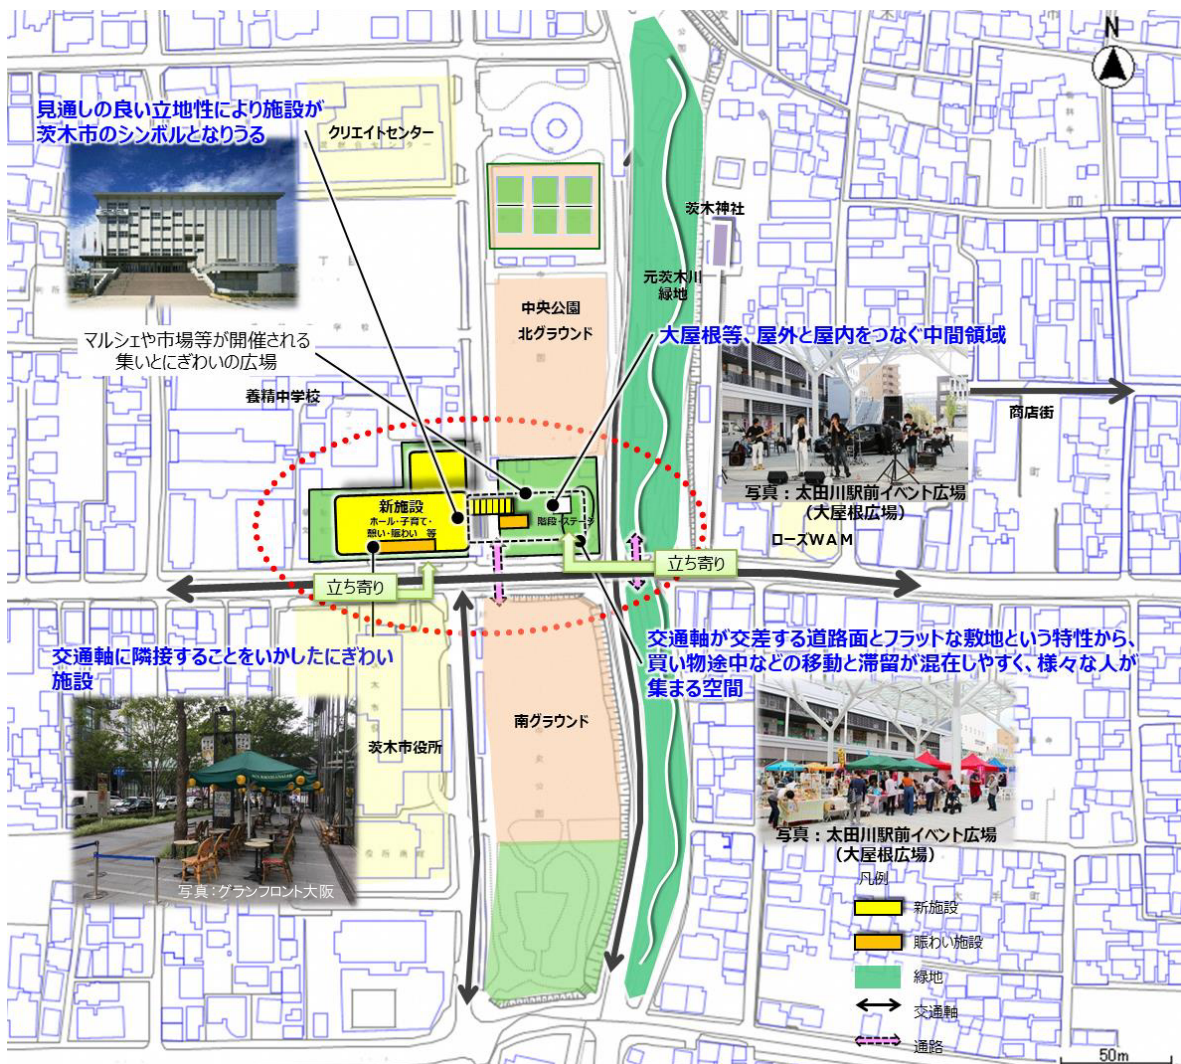 N
見通しの良い立地性により施設が
茨木市のシンボルとなりうる
クリエイトセンター
茨木神社
元茨木川
緑地
中央公園
北グラウンド
マルシェや市場等が開催される
集いとにぎわいの広場
大屋根等、屋外と屋内をつなぐ中間領域
養精中学校
商店街
写真：太田川駅前イベント広場
（大屋根広場）
新施設
ホール・子育て・
憩い・賑わい 等
階段・ステージ
ローズWAM
立ち寄り
立ち寄り
交通軸に隣接することをいかしたにぎわい
施設
交通軸が交差する道路面とフラットな敷地という特性から、
買い物途中などの移動と滞留が混在しやすく、様々な人が
集まる空間
南グラウンド
茨木市役所
写真：グランフロント大阪
写真：太田川駅前イベント広場
（大屋根広場）
凡例
新施設
賑わい施設
緑地
交通軸
通路
50m